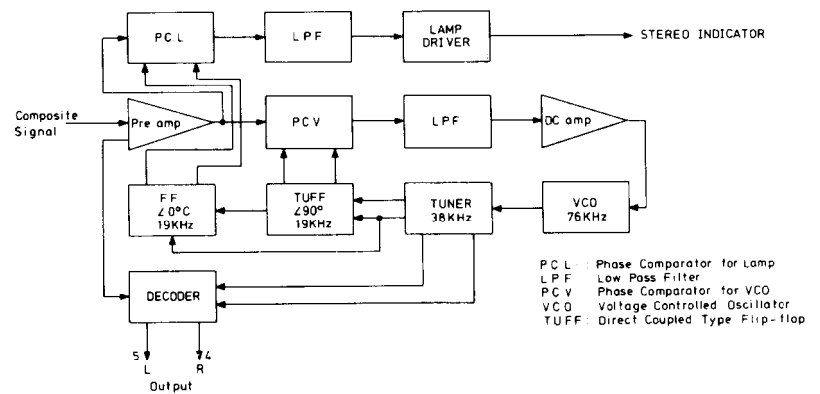 PC.L
LPF
LAMP
DRIVER
STEREO INDICATOR
Composite
Signal
Pre amp
PCV
LPF
DC amp
FF
∠0°C
19KHz
TUFF
∠90°
19KHz
TUNER
38KHz
VCO
76KHz
DECODER
PCL : Phase Comparator for Lamp
LPF : Low Pass Filter
PCV : Phase Comparator for VCO
VCO : Voltage Controlled Oscillator
TUFF : Direct Coupled Type Flip-flop
5 4
L R
Output